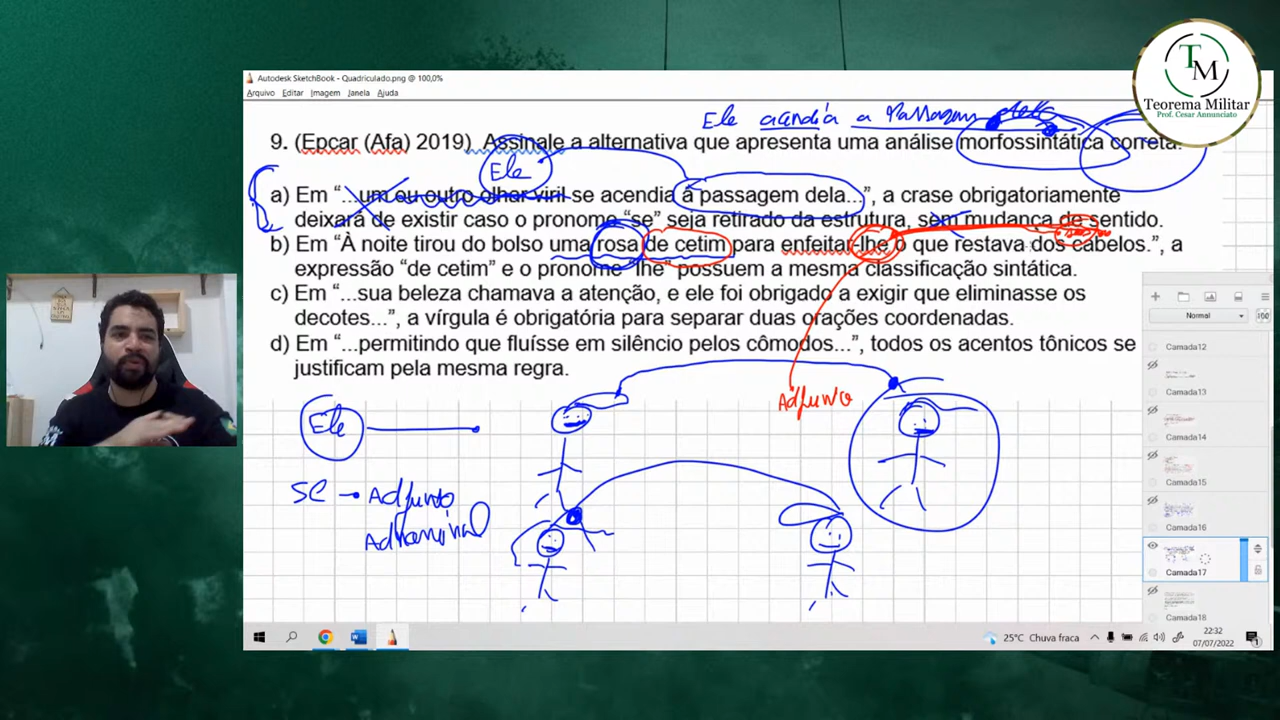 Autodesk SketchBook - Quadriculado.png @ 100,0%
Arquivo Editar Imagem Janela Ajuda
TM
Teorema Militar
Prof. Cesar Annunciato
Ele acendia a Passagem
9. (Epcar (Afa) 2019) Assinale a alternativa que apresenta uma análise morfossintática correta.
Ele
a) Em “...um eu outro olhar viril se acendia à passagem dela...”, a crase obrigatoriamente
deixará de existir caso o pronome “se” seja retirado da estrutura, sem mudança de sentido.
b) Em “À noite tirou do bolso uma rosa de cetim para enfeitar-lhe o que restava dos cabelos.”, a
expressão “de cetim” e o pronome “lhe” possuem a mesma classificação sintática.
c) Em “...sua beleza chamava a atenção, e ele foi obrigado a exigir que eliminasse os
decotes...”, a vírgula é obrigatória para separar duas orações coordenadas.
d) Em “...permitindo que fluísse em silêncio pelos cômodos...”, todos os acentos tônicos se
justificam pela mesma regra.
Adjunto
Ele
SE Adjunto
Adnominal
Normal
100
Camada12
Camada13
Camada14
Camada15
Camada16
Camada17
Camada18
25°C Chuva fraca
22:32
07/07/2022
1